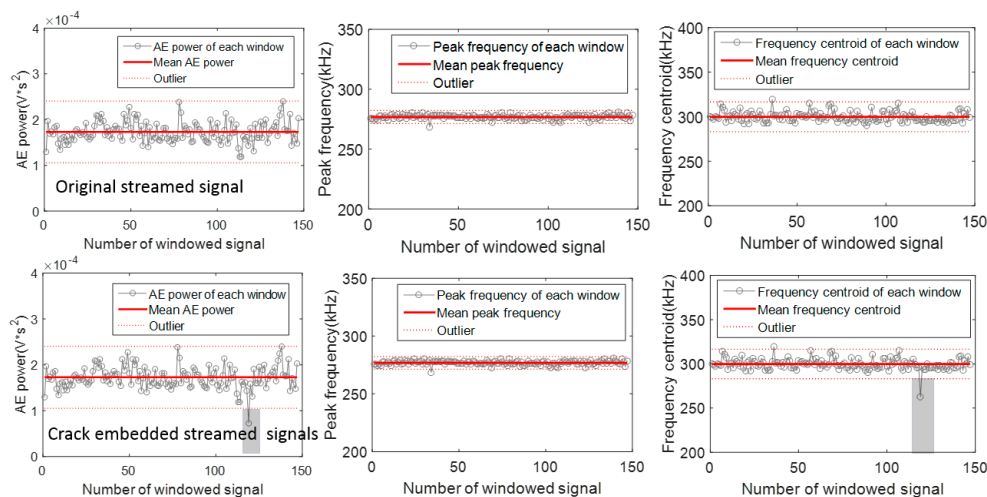 ×10⁻⁴
AE power(V*s²)
4
3
2
1
0
AE power of each window
Mean AE power
Outlier
Original streamed signal
0 50 100 150
Number of windowed signal
Peak frequency(kHz)
350
300
250
200
Peak frequency of each window
Mean peak frequency
Outlier
0 50 100 150
Number of windowed signal
Frequency centroid(kHz)
400
350
300
250
200
Frequency centroid of each window
Mean frequency centroid
Outlier
0 50 100 150
Number of windowed signal
×10⁻⁴
AE power(V*s²)
4
3
2
1
0
AE power of each window
Mean AE power
Outlier
Crack embedded streamed signals
0 50 100 150
Number of windowed signal
Peak frequency(kHz)
350
300
250
200
Peak frequency of each window
Mean peak frequency
Outlier
0 50 100 150
Number of windowed signal
Frequency centroid(kHz)
400
350
300
250
200
Frequency centroid of each window
Mean frequency centroid
Outlier
0 50 100 150
Number of windowed signal